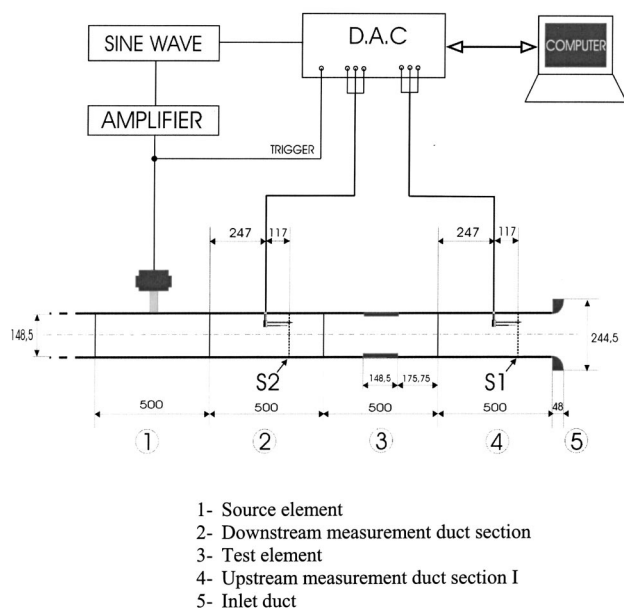 SINE WAVE
D.A.C
COMPUTER
AMPLIFIER
TRIGGER
247
117
247
117
148,5
244,5
S2
148,5
175,75
S1
500
500
500
500
48
1
2
3
4
5
1- Source element
2- Downstream measurement duct section
3- Test element
4- Upstream measurement duct section I
5- Inlet duct